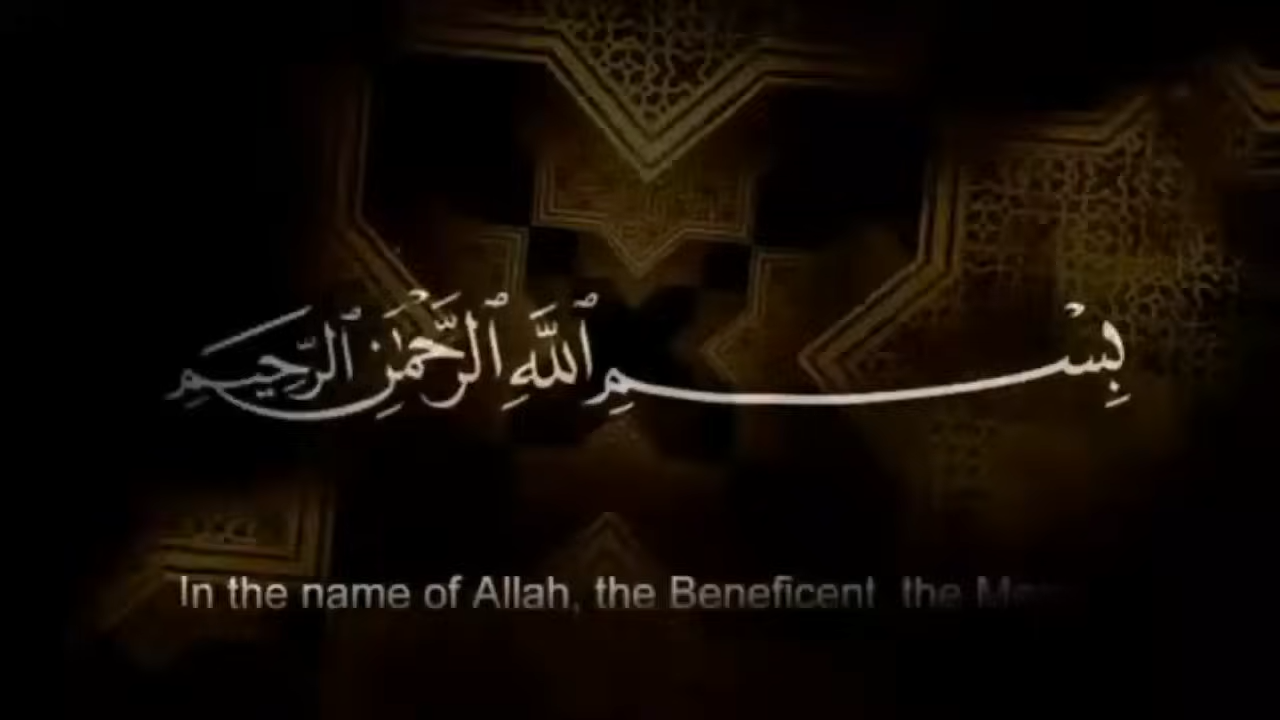 بِسْمِ ٱللَّهِ ٱلرَّحْمَٰنِ ٱلرَّحِيمِ
In the name of Allah, the Beneficent the